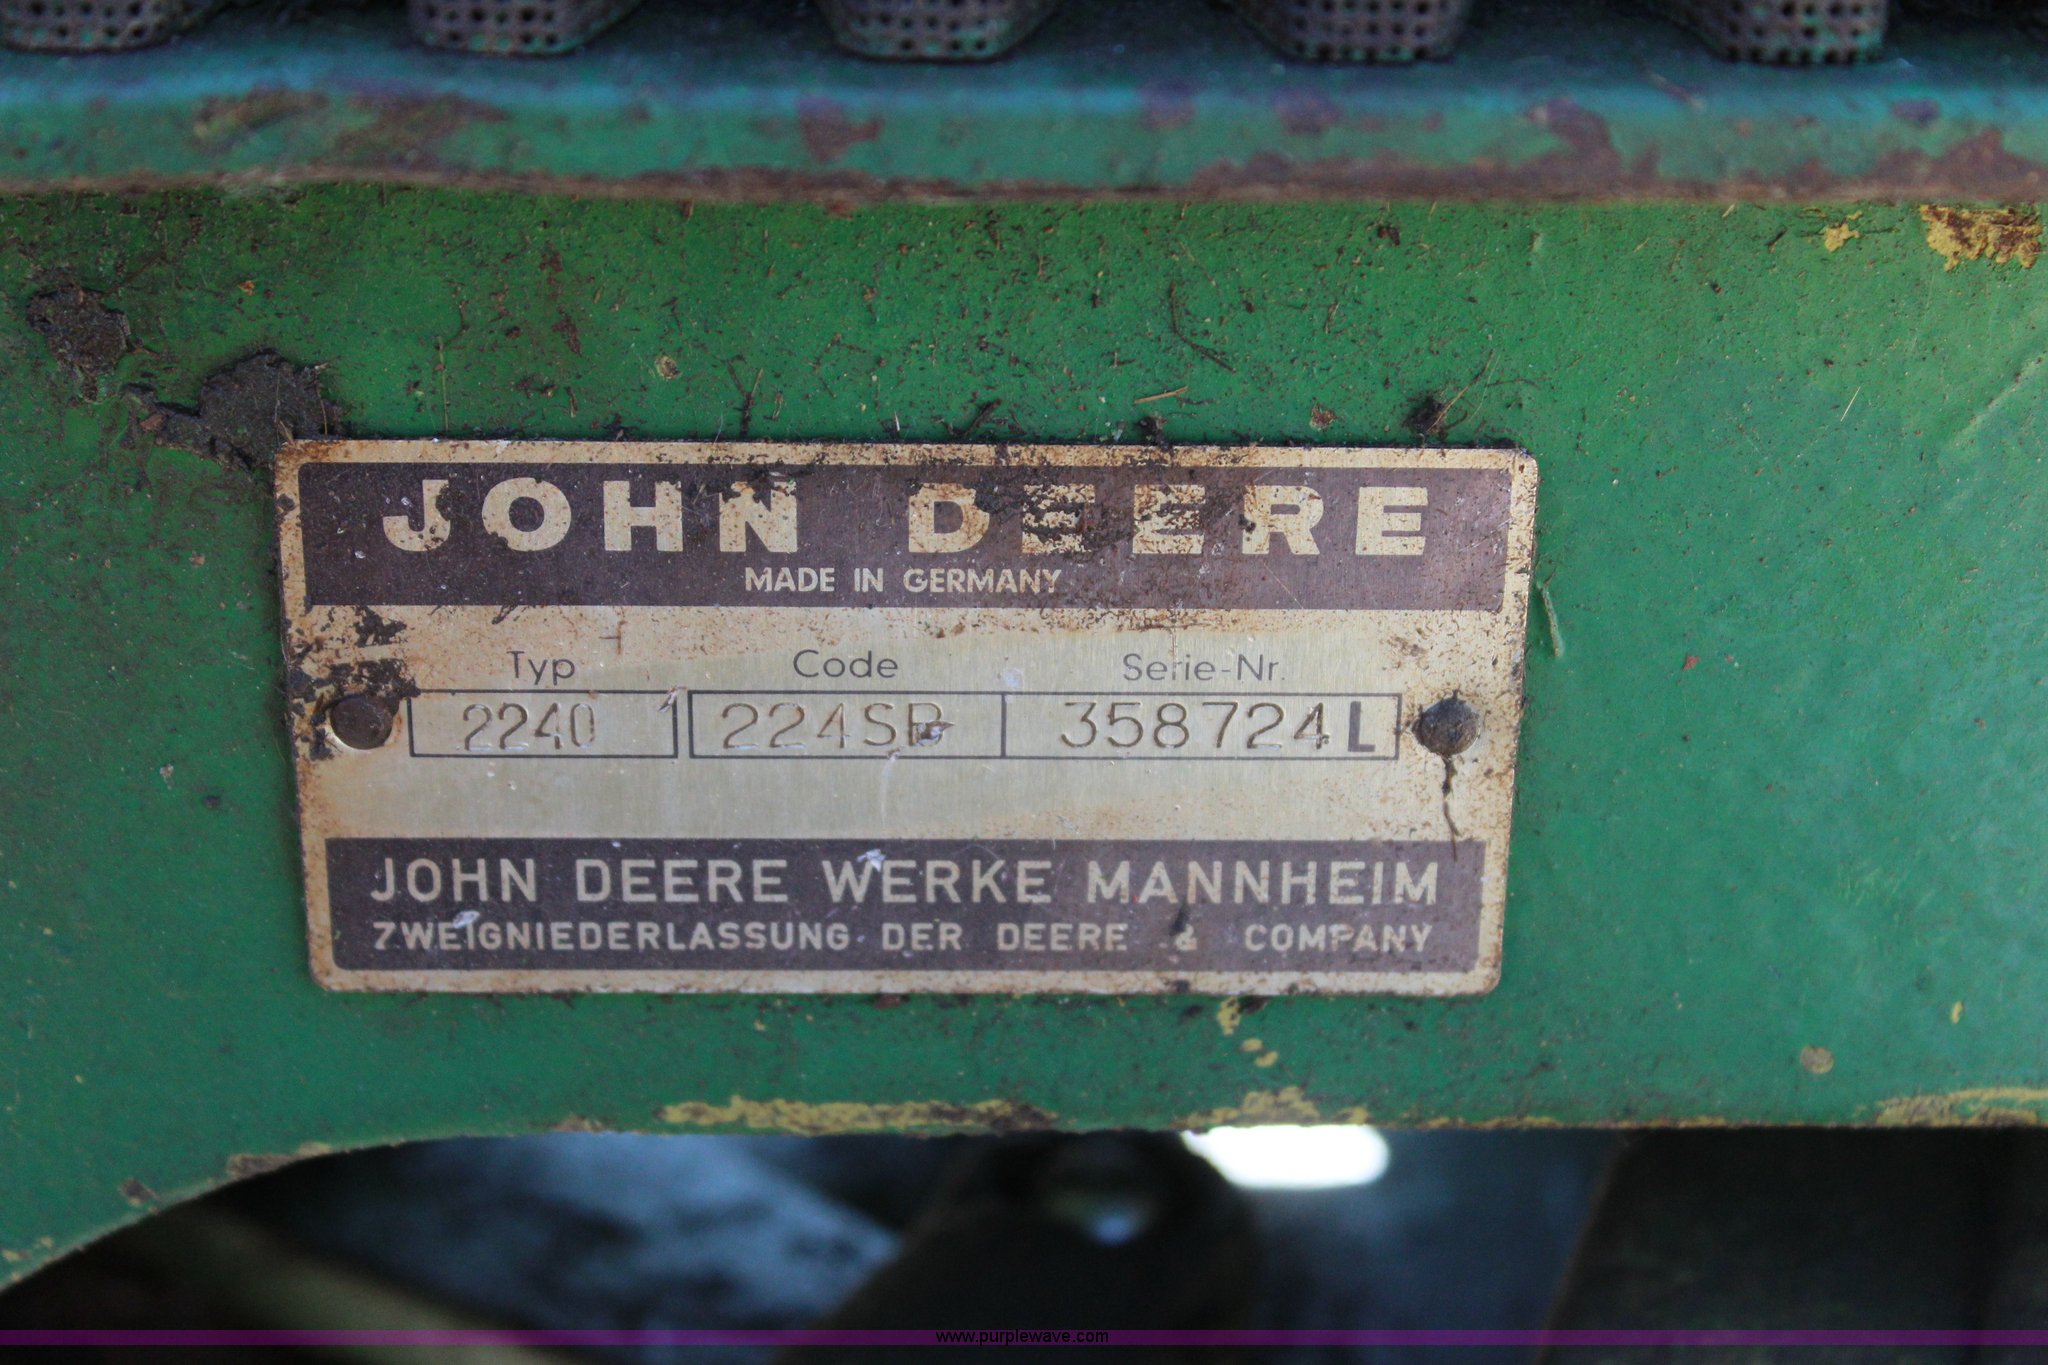 JOHN DEERE
MADE IN GERMANY
Typ Code Serie-Nr.
2240 224SB 358724L
JOHN DEERE WERKE MANNHEIM
ZWEIGNIEDERLASSUNG DER DEERE & COMPANY
www.purplewave.com